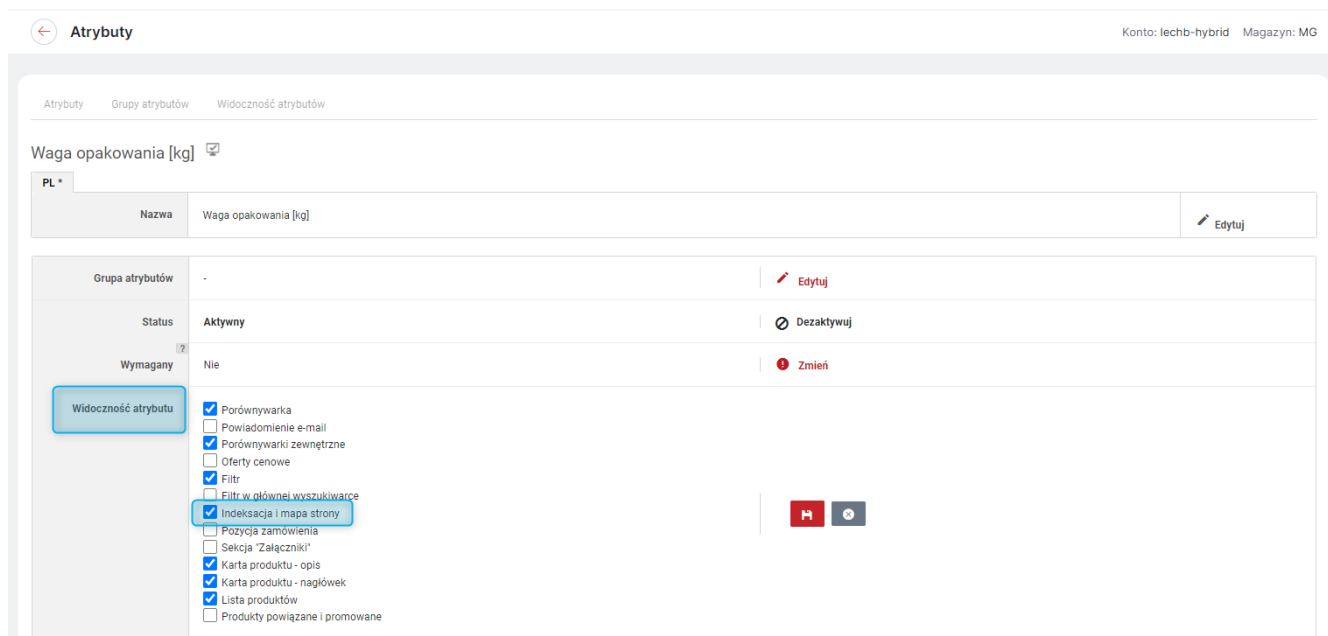 Atrybuty
Konto: lechb-hybrid Magazyn: MG
Atrybuty Grupy atrybutów Widoczność atrybutów
Waga opakowania [kg]
PL *
Nazwa Waga opakowania [kg] Edytuj
Grupa atrybutów - Edytuj
Status Aktywny Dezaktywuj
?
Wymagany Nie Zmień
Widoczność atrybutu
Porównywarka
Powiadomienie e-mail
Porównywarki zewnętrzne
Oferty cenowe
Filtr
Filtr w głównej wyszukiwarce
Indeksacja i mapa strony
Pozycja zamówienia
Sekcja "Załączniki"
Karta produktu - opis
Karta produktu - nagłówek
Lista produktów
Produkty powiązane i promowane